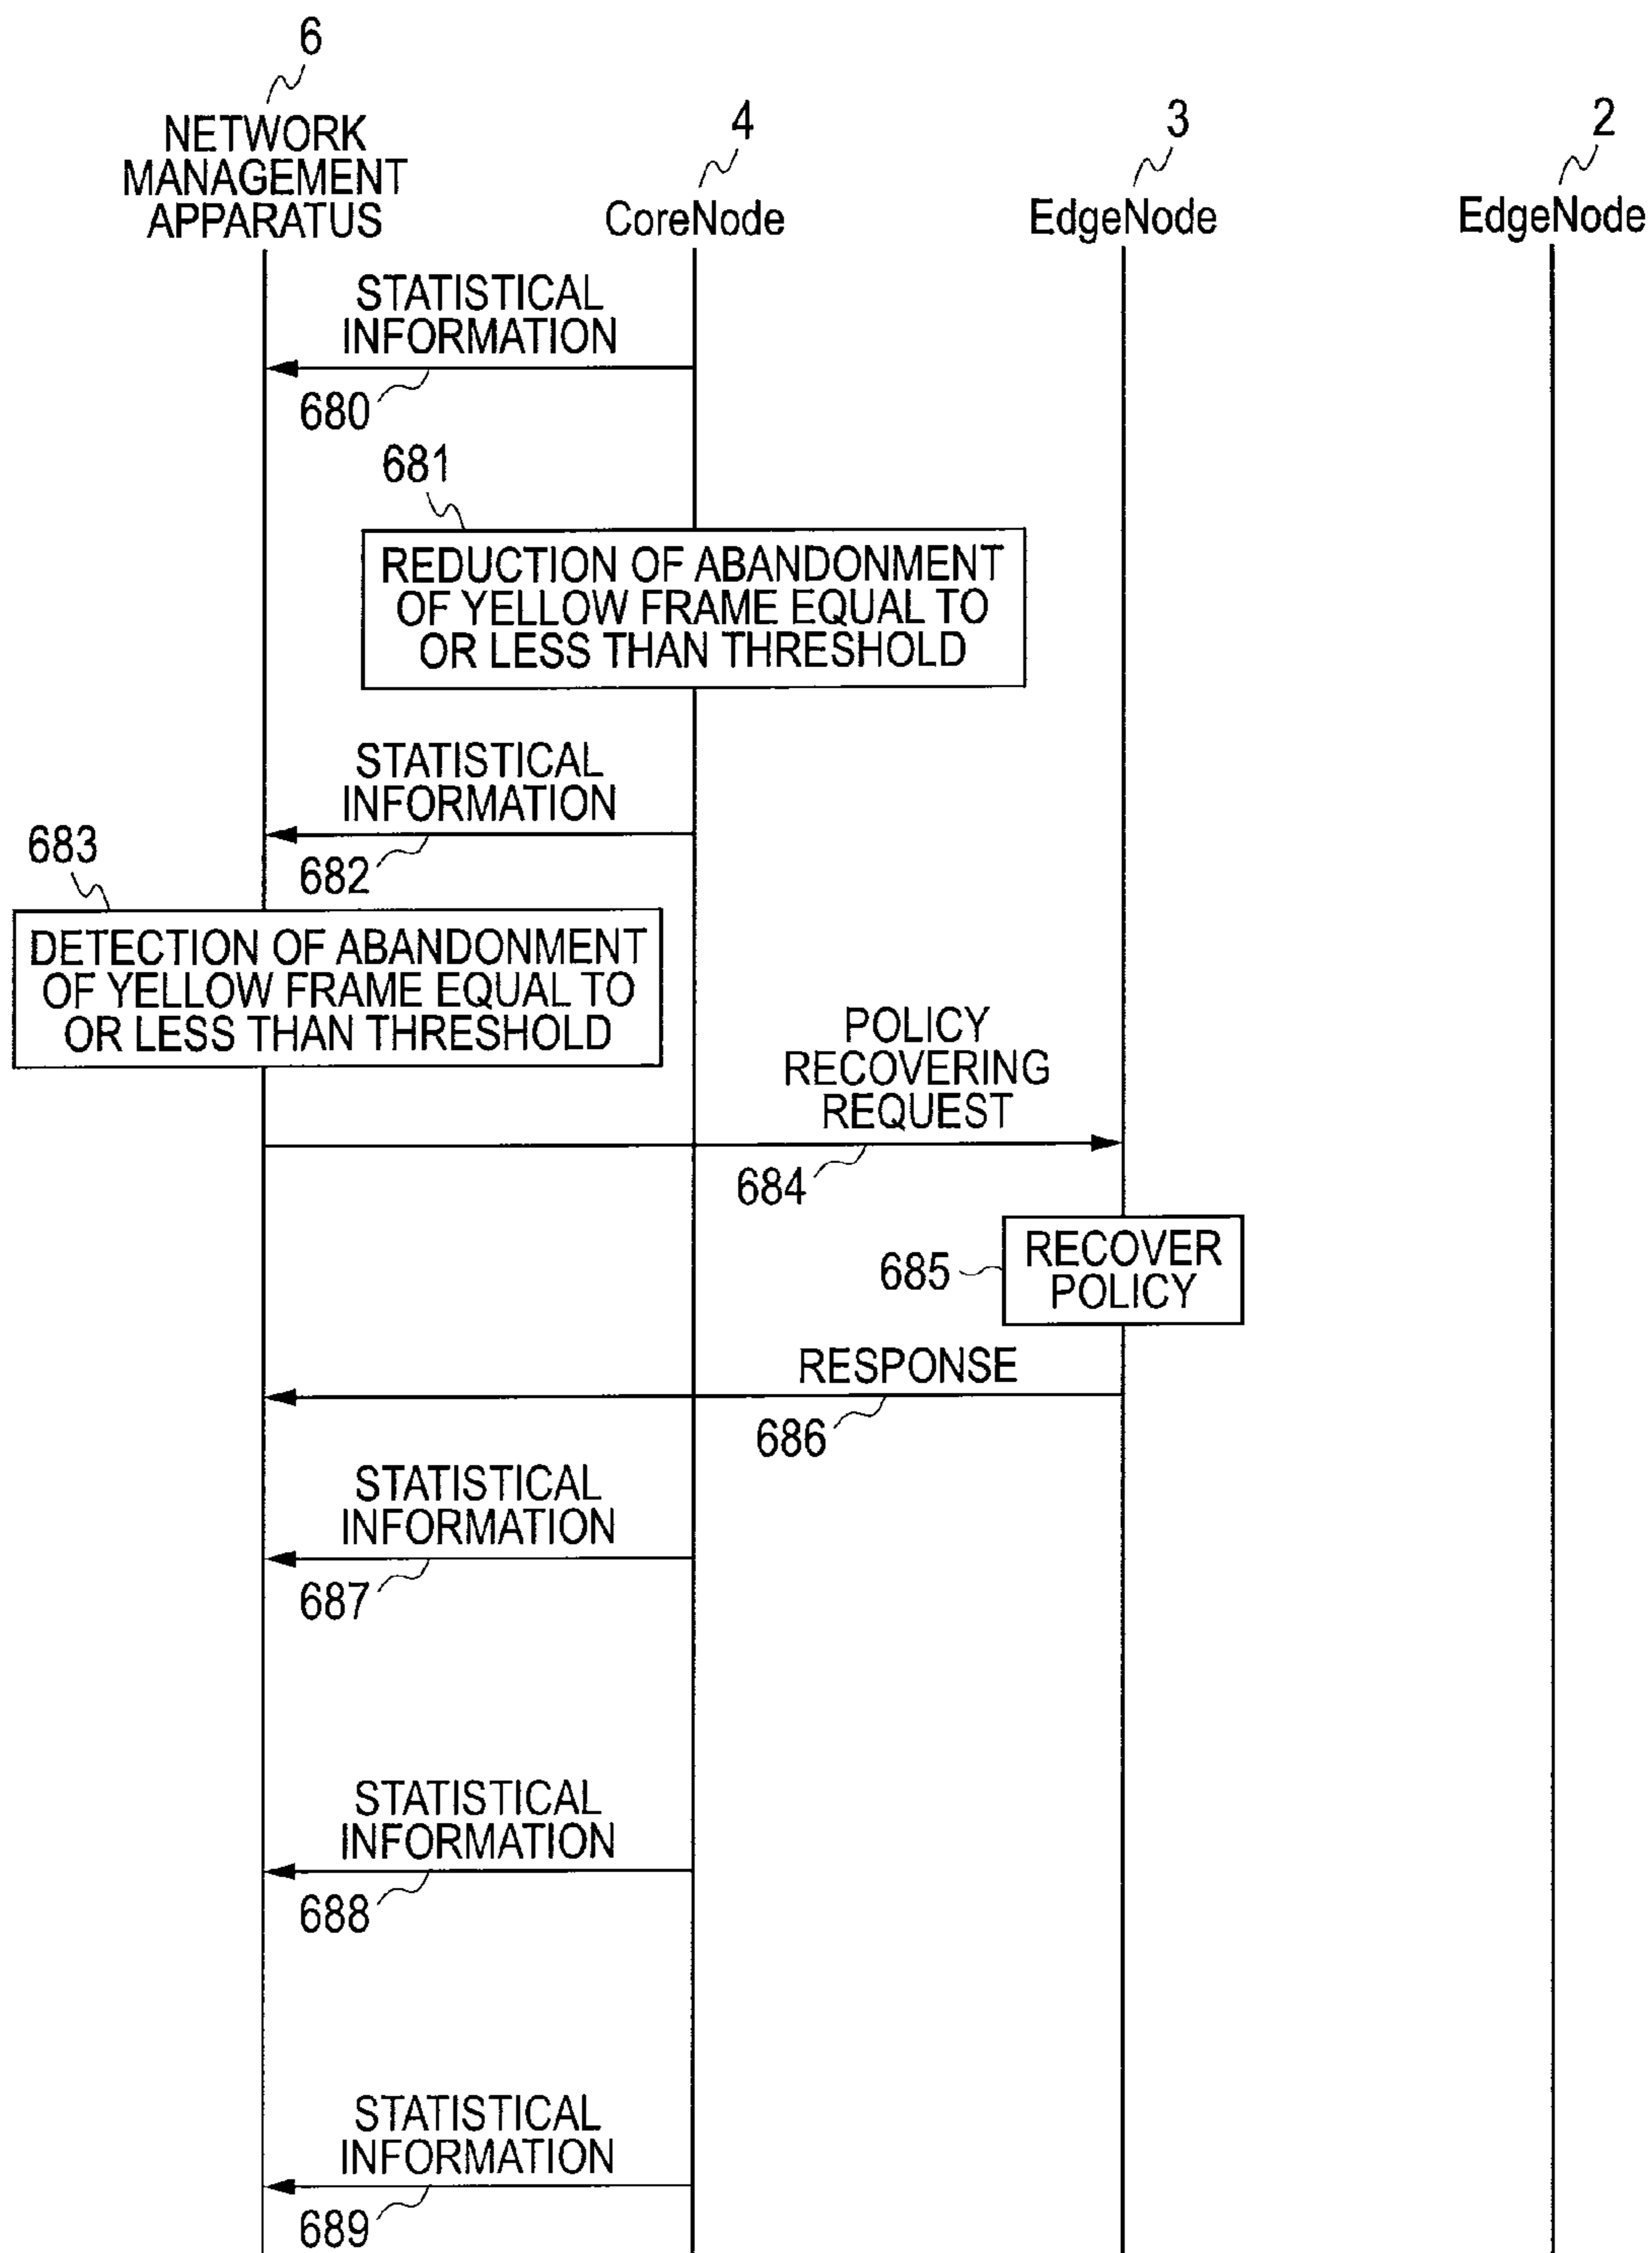 6
NETWORK
MANAGEMENT
APPARATUS
4
CoreNode
3
EdgeNode
2
EdgeNode
STATISTICAL
INFORMATION
680
681
REDUCTION OF ABANDONMENT
OF YELLOW FRAME EQUAL TO
OR LESS THAN THRESHOLD
STATISTICAL
INFORMATION
682
683
DETECTION OF ABANDONMENT
OF YELLOW FRAME EQUAL TO
OR LESS THAN THRESHOLD
POLICY
RECOVERING
REQUEST
684
685
RECOVER
POLICY
RESPONSE
686
STATISTICAL
INFORMATION
687
STATISTICAL
INFORMATION
688
STATISTICAL
INFORMATION
689